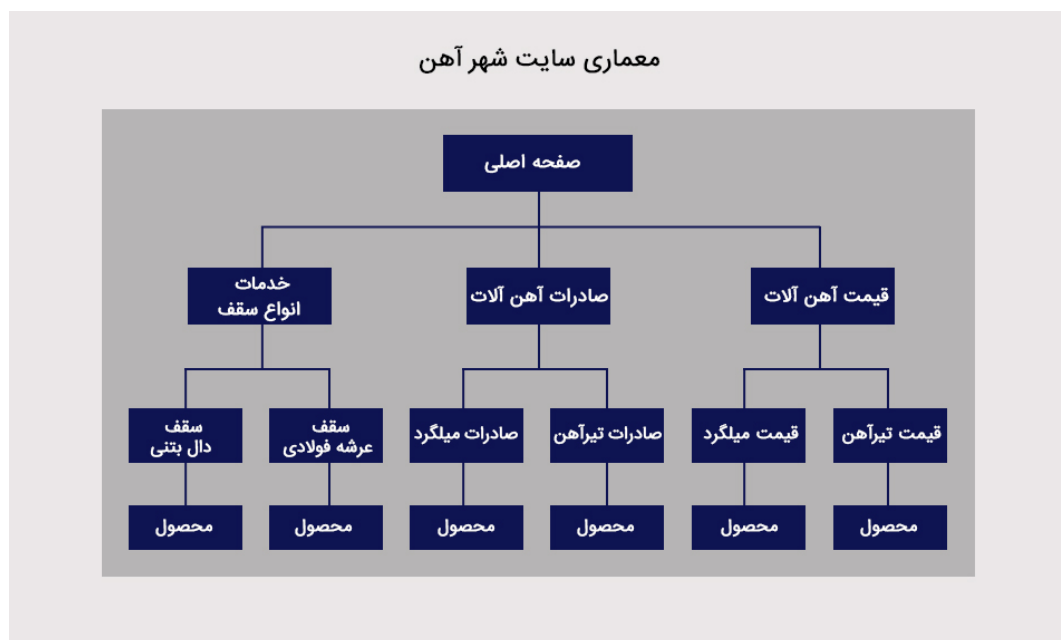 معماری سایت شهر آهن
صفحه اصلی
قیمت آهن آلات
صادرات آهن آلات
خدمات
انواع سقف
قیمت تیرآهن
قیمت میلگرد
صادرات تیرآهن
صادرات میلگرد
سقف
عرشه فولادی
سقف
دال بتنی
محصول
محصول
محصول
محصول
محصول
محصول